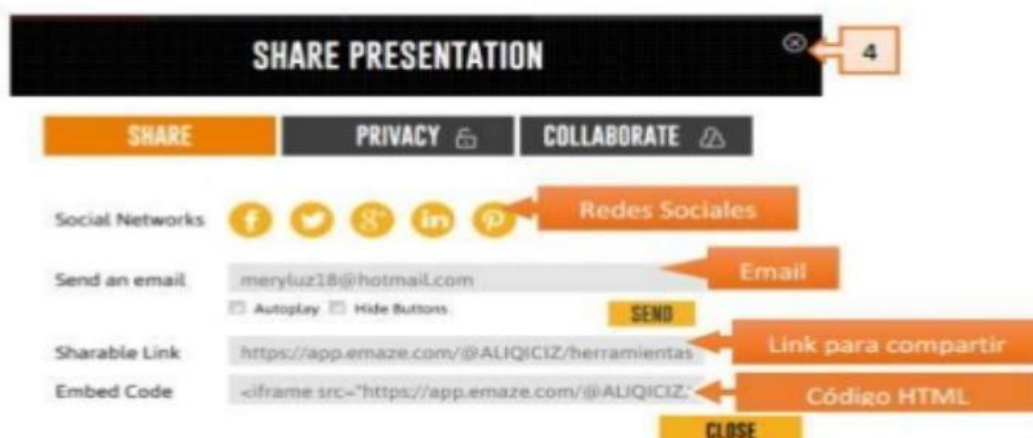 SHARE PRESENTATION
4
SHARE PRIVACY COLLABORATE
Social Networks Redes Sociales
Send an email meryluz18@hotmail.com Email
Autoplay Hide Buttons SEND
Sharable Link https://app.emaze.com/@ALIQICIZ/herramientas Link para compartir
Embed Code <iframe src="https://app.emaze.com/@ALIQICIZ/ Código HTML
CLOSE